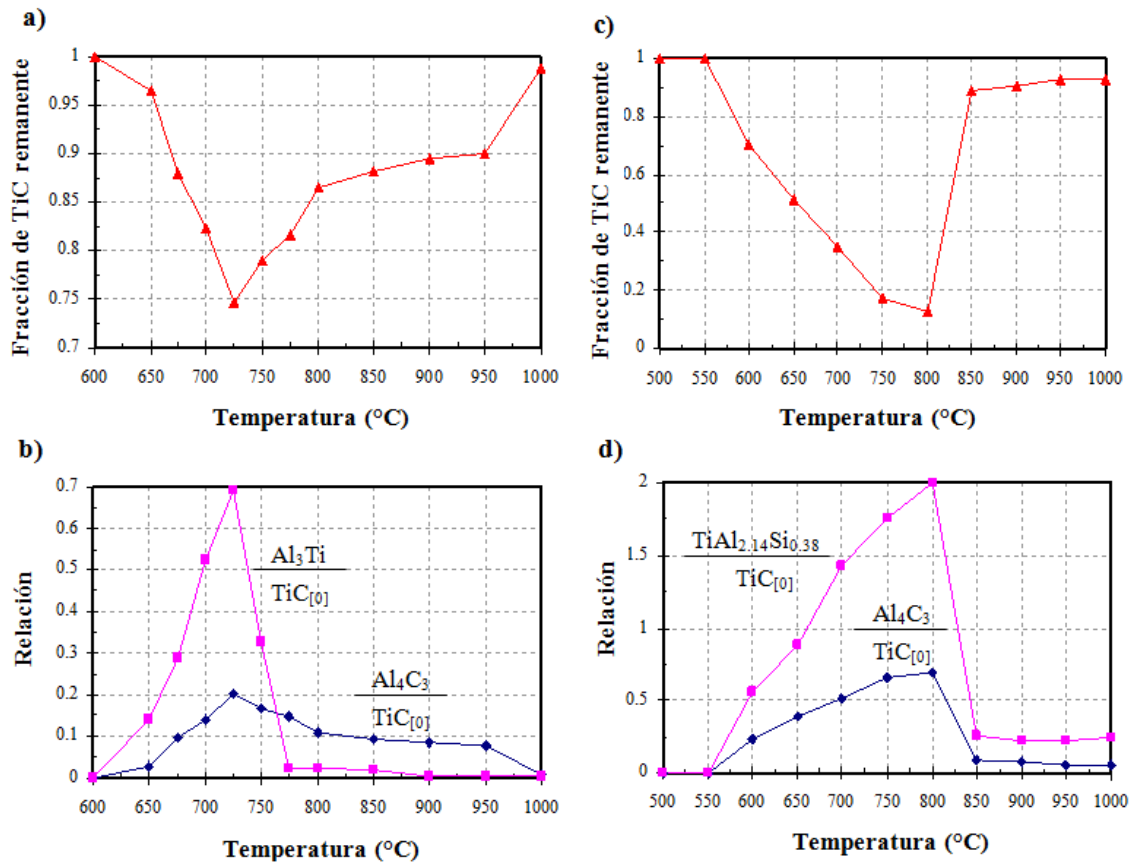 a)
Fracción de TiC remanente
1
0.95
0.9
0.85
0.8
0.75
0.7
600 650 700 750 800 850 900 950 1000
Temperatura (°C)
c)
Fracción de TiC remanente
1
0.8
0.6
0.4
0.2
0
500 550 600 650 700 750 800 850 900 950 1000
Temperatura (°C)
b)
Relación
0.7
0.6
0.5
0.4
0.3
0.2
0.1
0
Al₃Ti
TiC[0]
Al₄C₃
TiC[0]
600 650 700 750 800 850 900 950 1000
Temperatura (°C)
d)
Relación
2
1.5
1
0.5
0
TiAl₂.₁₄Si₀.₃₈
TiC[0]
Al₄C₃
TiC[0]
500 550 600 650 700 750 800 850 900 950 1000
Temperatura (°C)